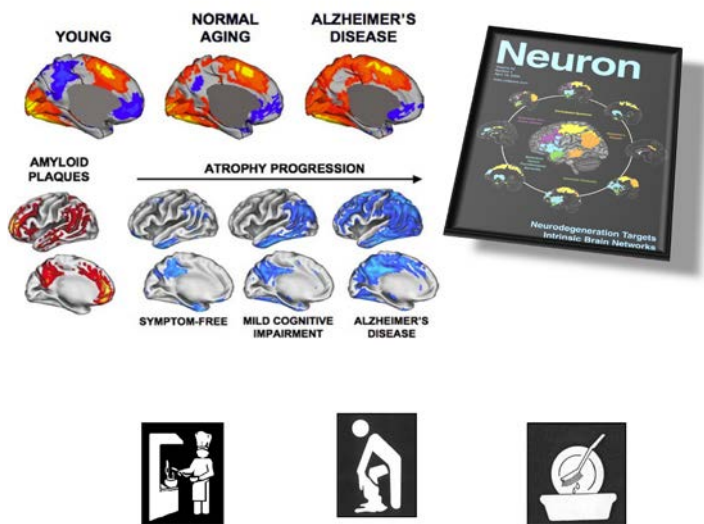 YOUNG
NORMAL
AGING
ALZHEIMER'S
DISEASE
Neuron
AMYLOID
PLAQUES
ATROPHY PROGRESSION
SYMPTOM-FREE
MILD COGNITIVE
IMPAIRMENT
ALZHEIMER'S
DISEASE
Neurodegeneration Targets
Intrinsic Brain Networks